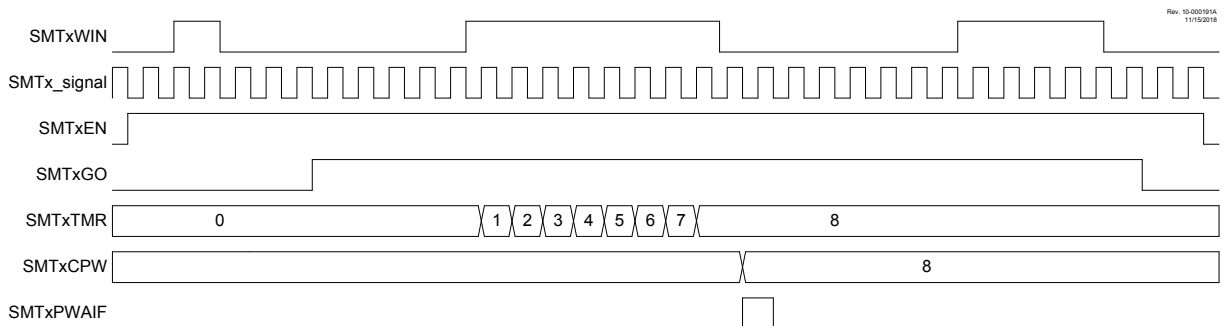 Rev. 10-000191A
11/15/2018
SMTxWIN
SMTx_signal
SMTxEN
SMTxGO
SMTxTMR 0 1 2 3 4 5 6 7 8
SMTxCPW 8
SMTxPWAIF